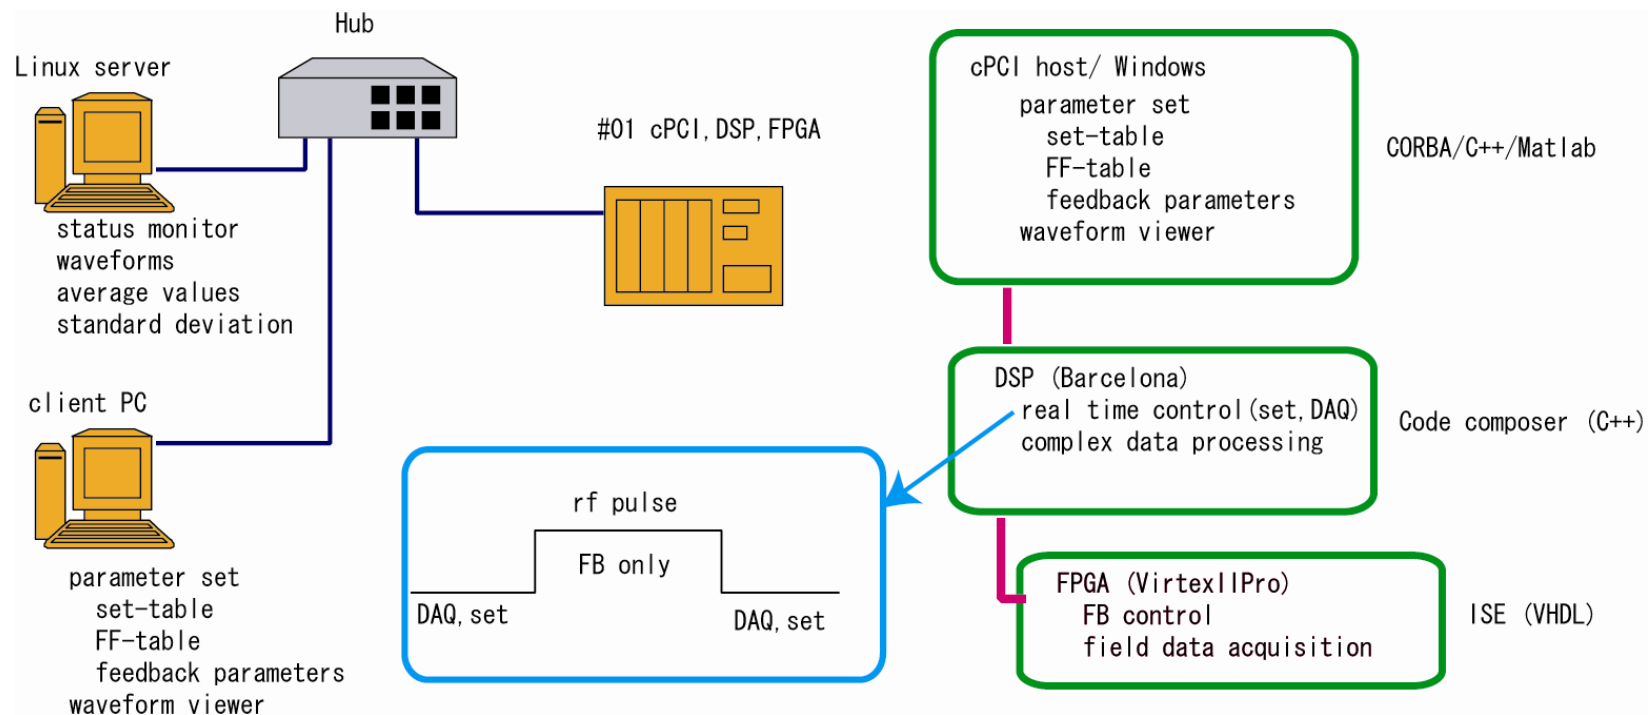 Hub
Linux server
status monitor
waveforms
average values
standard deviation
client PC
parameter set
set-table
FF-table
feedback parameters
waveform viewer
#01 cPCI,DSP,FPGA
rf pulse
FB only
DAQ,set
DAQ,set
cPCI host/ Windows
parameter set
set-table
FF-table
feedback parameters
waveform viewer
CORBA/C++/Matlab
DSP (Barcelona)
real time control(set,DAQ)
complex data processing
Code composer (C++)
FPGA (VirtexIIPro)
FB control
field data acquisition
ISE (VHDL)